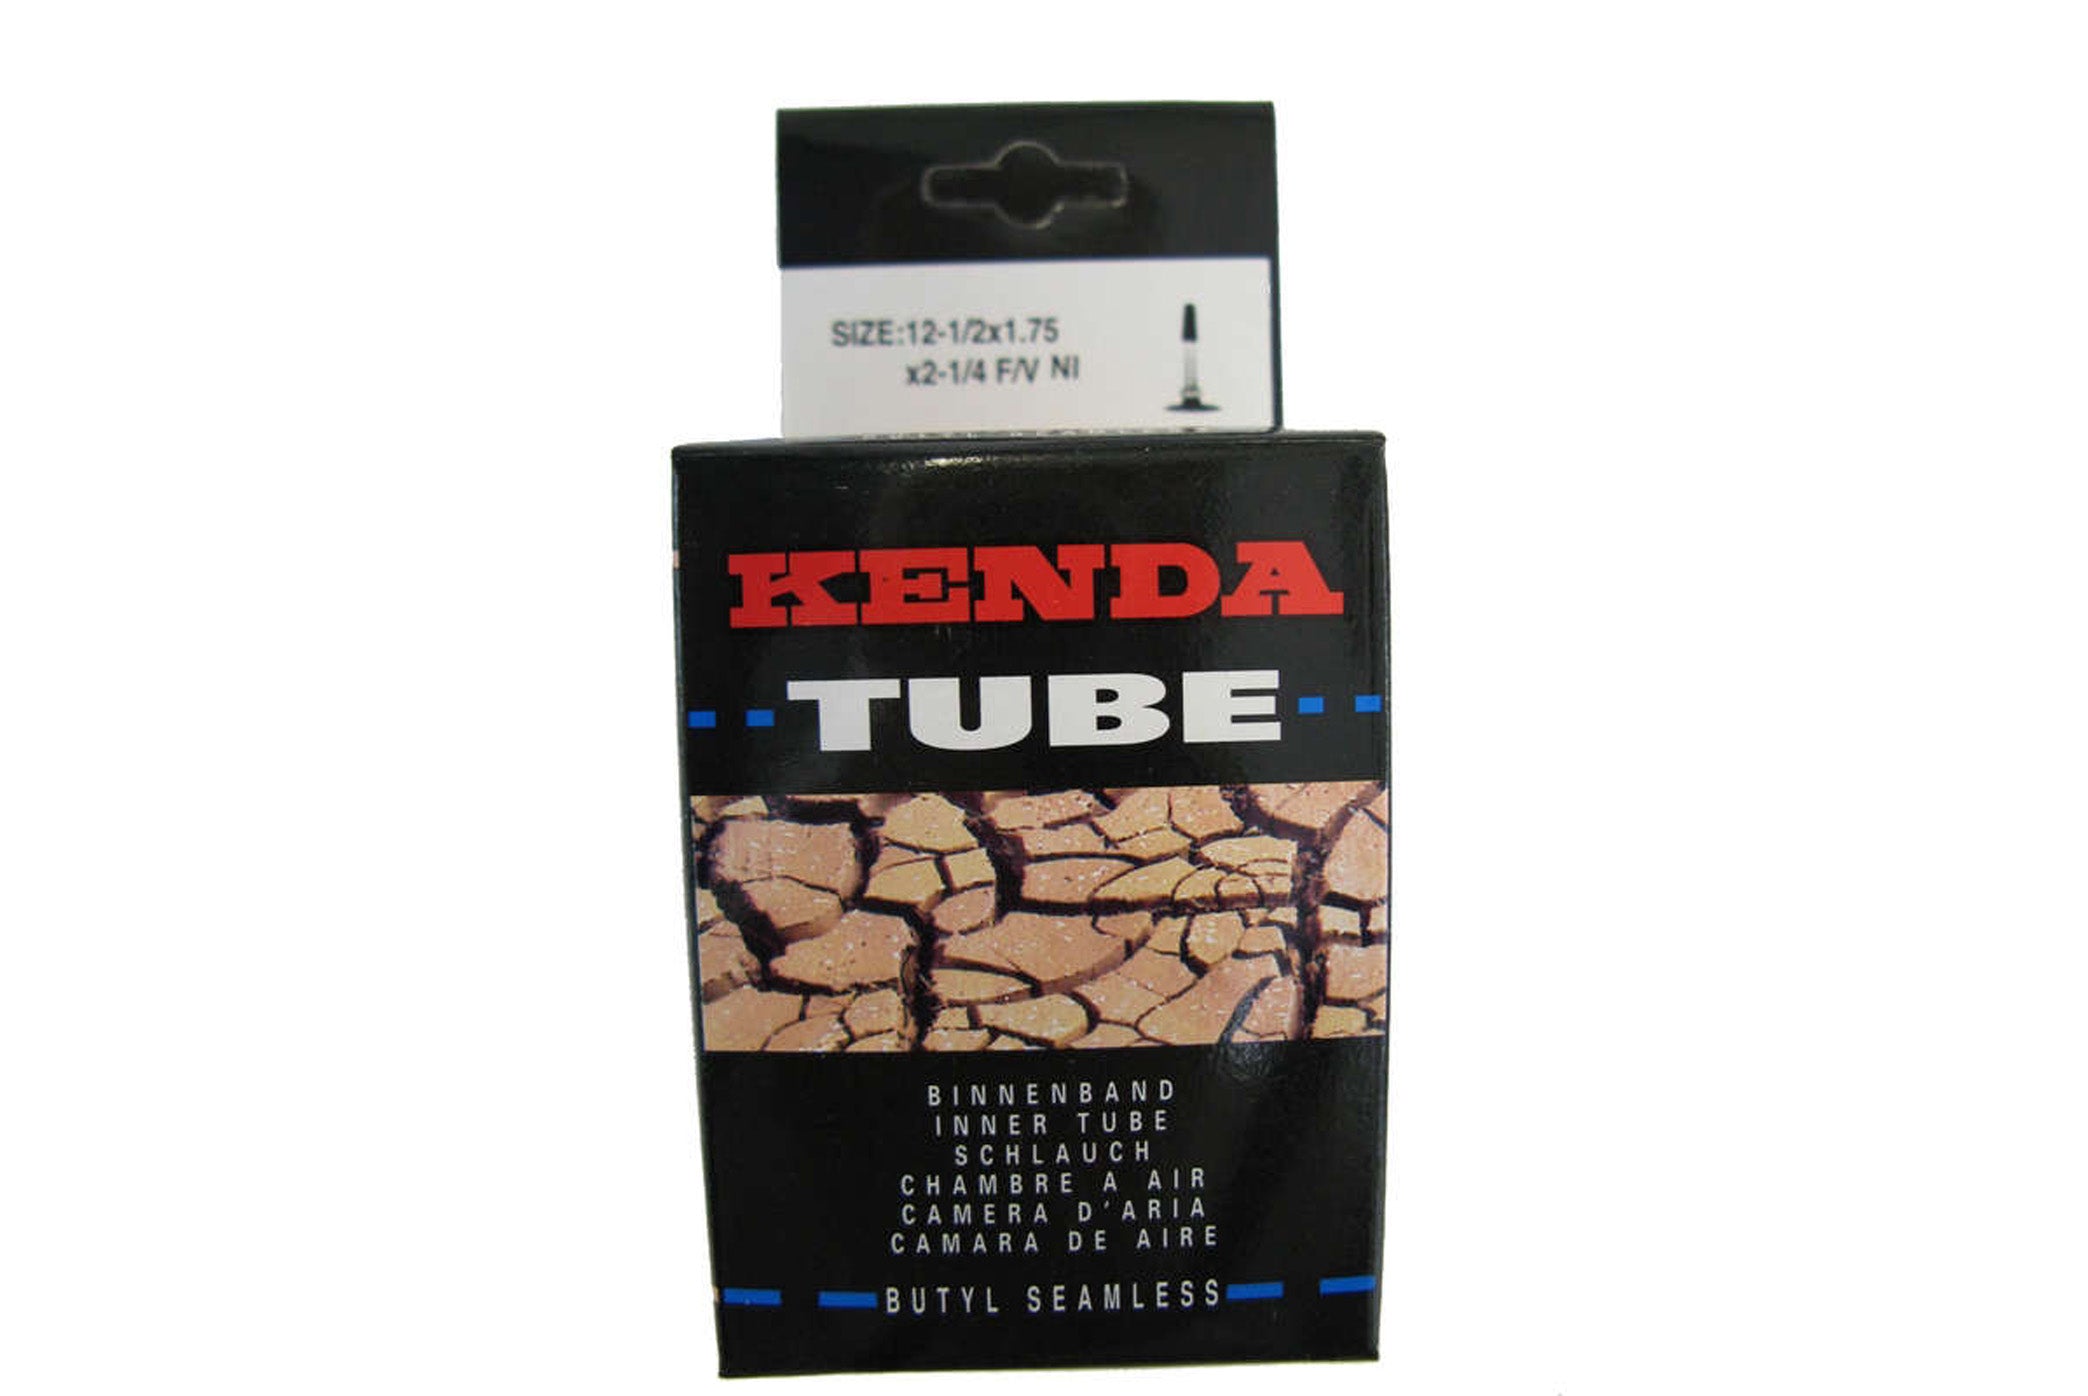 SIZE:12-1/2x1.75
x2-1/4 F/V NI
KENDA
TUBE
BINNENBAND
INNER TUBE
SCHLAUCH
CHAMBRE A AIR
CAMERA D'ARIA
CAMARA DE AIRE
BUTYL SEAMLESS